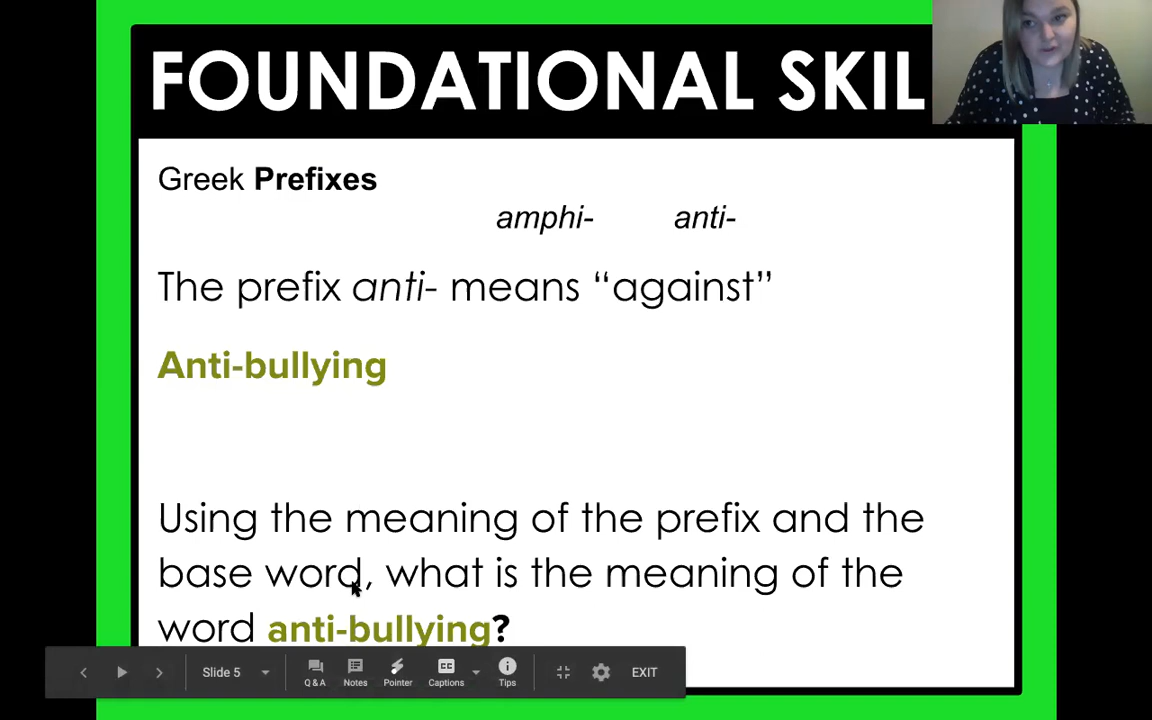 FOUNDATIONAL SKIL
Greek Prefixes
amphi- anti-
The prefix anti- means “against”
Anti-bullying
Using the meaning of the prefix and the
base word, what is the meaning of the
word anti-bullying?
Slide 5 Q & A Notes Pointer Captions Tips EXIT